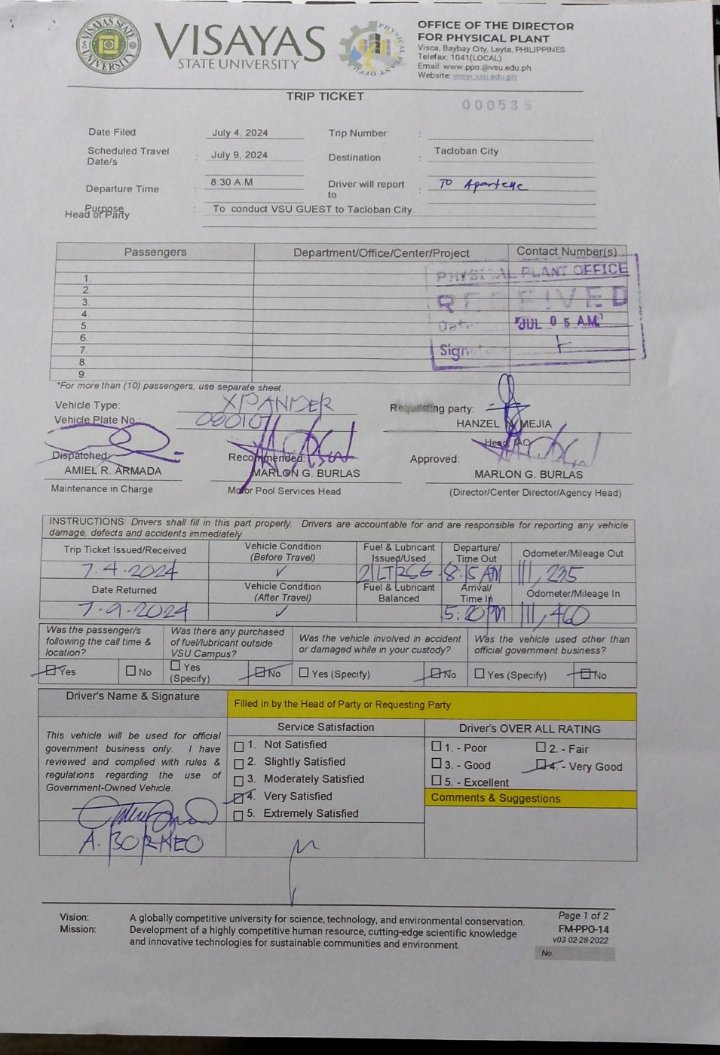 VISAYAS STATE UNIVERSITY
VISAYAS
STATE UNIVERSITY
PHYSICAL PLANT OFFICE
OFFICE OF THE DIRECTOR
FOR PHYSICAL PLANT
Visca, Baybay City, Leyte, PHILIPPINES
Telefax: 1041(LOCAL)
Email: www.ppo.@vsu.edu.ph
Website: www.vsu.edu.ph
TRIP TICKET
000535
Date Filed : July 4, 2024 Trip Number :
Scheduled Travel Date/s : July 9, 2024 Destination : Tacloban City
Departure Time : 8:30 A.M Driver will report to : TO
Purpose : To conduct VSU GUEST to Tacloban City.
Head of Party
Passengers Department/Office/Center/Project Contact Number(s)
1.
2.
3.
4.
5.
6.
7.
8.
9.
PHYSICAL PLANT OFFICE
RECEIVED
Date JUL 05 A.M.
Sign
*For more than (10) passengers, use separate sheet
Vehicle Type: XPANDER Requesting party:
Vehicle Plate No.: HANZEL MEJIA
Head,
Dispatched: Recommended: Approved:
AMIEL R. ARMADA MARLON G. BURLAS MARLON G. BURLAS
Maintenance in Charge Motor Pool Services Head (Director/Center Director/Agency Head)
INSTRUCTIONS: Drivers shall fill in this part properly. Drivers are accountable for and are responsible for reporting any vehicle
damage, defects and accidents immediately
Trip Ticket Issued/Received Vehicle Condition (Before Travel) Fuel & Lubricant Issued/Used Departure/ Time Out Odometer/Mileage Out
7-4-2024 ✓ 8:15 AM 111,235
Date Returned Vehicle Condition (After Travel) Fuel & Lubricant Balanced Arrival/ Time In Odometer/Mileage In
7-9-2024 ✓ 5:20 PM 111,460
Was the passenger/s following the call time & location? Was there any purchased of fuel/lubricant outside VSU Campus? Was the vehicle involved in accident or damaged while in your custody? Was the vehicle used other than official government business?
Yes No Yes (Specify) No Yes (Specify) No Yes (Specify) No
Driver's Name & Signature Filled in by the Head of Party or Requesting Party
This vehicle will be used for official
government business only. I have
reviewed and complied with rules &
regulations regarding the use of
Government-Owned Vehicle.
A. BORNEO
Service Satisfaction
1. Not Satisfied
2. Slightly Satisfied
3. Moderately Satisfied
4. Very Satisfied
5. Extremely Satisfied
Driver's OVER ALL RATING
1. - Poor 2. - Fair
3. - Good 4. - Very Good
5. - Excellent
Comments & Suggestions
Vision: A globally competitive university for science, technology, and environmental conservation.
Mission: Development of a highly competitive human resource, cutting-edge scientific knowledge
and innovative technologies for sustainable communities and environment.
Page 1 of 2
FM-PPO-14
v03 02-28-2022
No.